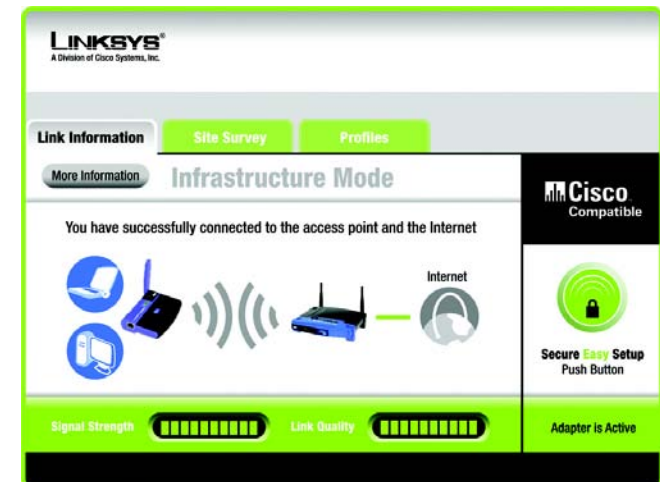 LINKSYS®
A Division of Cisco Systems, Inc.
Link Information
Site Survey
Profiles
More Information
Infrastructure Mode
Cisco
Compatible
You have successfully connected to the access point and the Internet
Internet
Secure Easy Setup
Push Button
Signal Strength
Link Quality
Adapter is Active